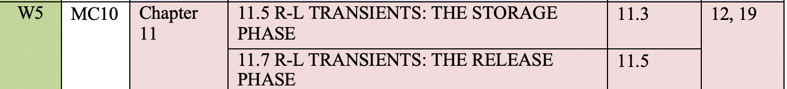 W5 MC10 Chapter 11.5 R-L TRANSIENTS: THE STORAGE 11.3 12, 19
11 PHASE
11.7 R-L TRANSIENTS: THE RELEASE 11.5
PHASE